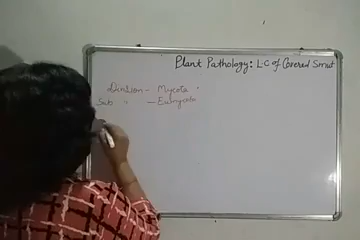 Plant Pathology: L·C of Covered Smut
Division - Mycota
Sub " - Eumycota